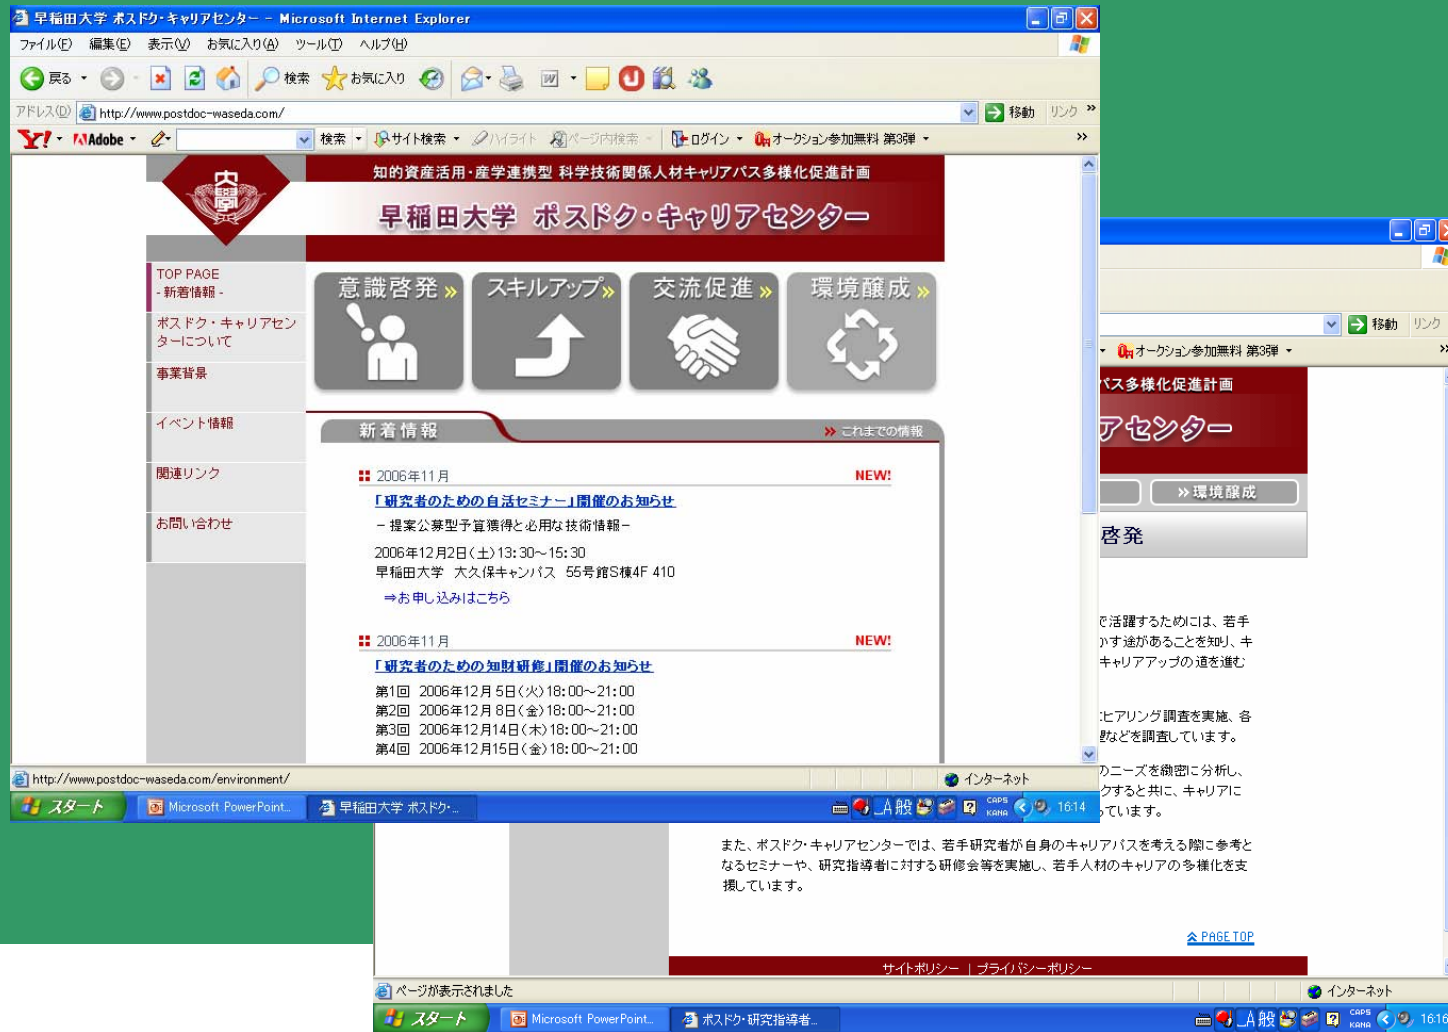 早稲田大学 ポスドク・キャリアセンター - Microsoft Internet Explorer
ファイル(F) 編集(E) 表示(V) お気に入り(A) ツール(T) ヘルプ(H)
戻る 検索 お気に入り
アドレス(D) http://www.postdoc-waseda.com/ 移動 リンク »
Y! Adobe 検索 サイト検索 ハイライト ページ内検索 ログイン オークション参加無料 第3弾 »
知的資産活用・産学連携型 科学技術関係人材キャリアパス多様化促進計画
早稲田大学 ポスドク・キャリアセンター
TOP PAGE
- 新着情報 -
ポスドク・キャリアセン
ターについて
事業背景
イベント情報
関連リンク
お問い合わせ
意識啓発» スキルアップ» 交流促進» 環境醸成»
新着情報 » これまでの情報
2006年11月 NEW!
「研究者のための自活セミナー」開催のお知らせ
－提案公募型予算獲得と必用な技術情報－
2006年12月2日(土)13:30～15:30
早稲田大学 大久保キャンパス 55号館S棟4F 410
⇒お申し込みはこちら
2006年11月 NEW!
「研究者のための知財研修」開催のお知らせ
第1回 2006年12月5日(火)18:00～21:00
第2回 2006年12月8日(金)18:00～21:00
第3回 2006年12月14日(木)18:00～21:00
第4回 2006年12月15日(金)18:00～21:00
http://www.postdoc-waseda.com/environment/ インターネット
スタート Microsoft PowerPoint... 早稲田大学 ポスドク・... A 般 CAPS KANA 16:14
移動 リンク
オークション参加無料 第3弾 »
パス多様化促進計画
アセンター
»環境醸成
啓発
で活躍するためには、若手
かす途があることを知り、キ
キャリアアップの道を進む
ヒアリング調査を実施、各
望などを調査しています。
のニーズを緻密に分析し、
クすると共に、キャリアに
っています。
また、ポスドク・キャリアセンターでは、若手研究者が自身のキャリアパスを考える際に参考と
なるセミナーや、研究指導者に対する研修会等を実施し、若手人材のキャリアの多様化を支
援しています。
PAGE TOP
サイトポリシー | プライバシーポリシー
ページが表示されました インターネット
スタート Microsoft PowerPoint... ポスドク・研究指導者... A 般 CAPS KANA 16:16